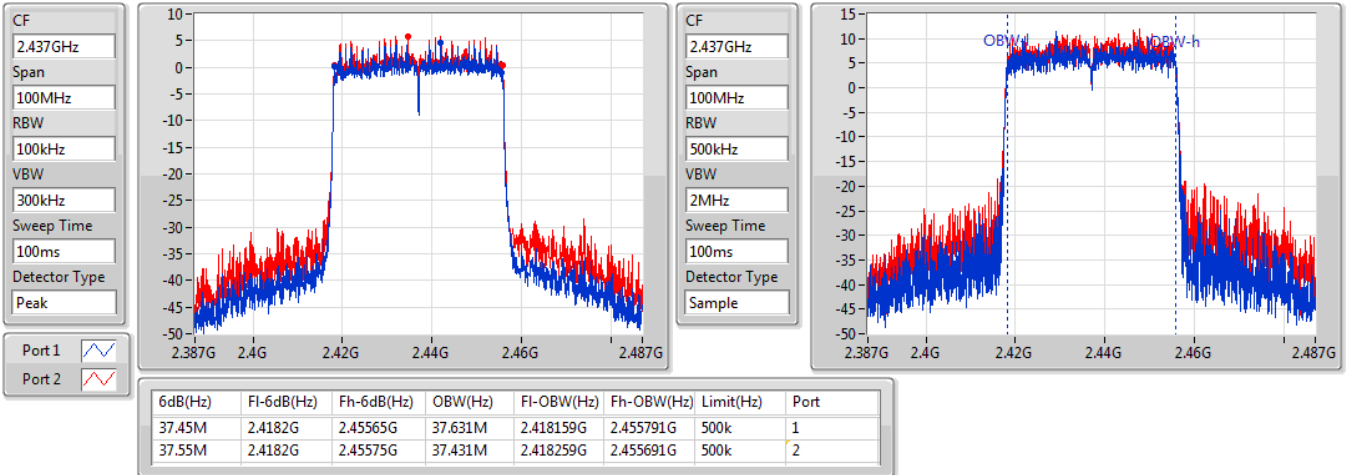 CF
2.437GHz
Span
100MHz
RBW
100kHz
VBW
300kHz
Sweep Time
100ms
Detector Type
Peak
Port 1
Port 2
10
5
0
-5
-10
-15
-20
-25
-30
-35
-40
-45
-50
2.387G 2.4G 2.42G 2.44G 2.46G 2.487G
CF
2.437GHz
Span
100MHz
RBW
500kHz
VBW
2MHz
Sweep Time
100ms
Detector Type
Sample
15
10
5
0
-5
-10
-15
-20
-25
-30
-35
-40
-45
-50
OBW-h
2.387G 2.4G 2.42G 2.44G 2.46G 2.487G
6dB(Hz) Fl-6dB(Hz) Fh-6dB(Hz) OBW(Hz) Fl-OBW(Hz) Fh-OBW(Hz) Limit(Hz) Port
37.45M 2.4182G 2.45565G 37.631M 2.418159G 2.455791G 500k 1
37.55M 2.4182G 2.45575G 37.431M 2.418259G 2.455691G 500k 2